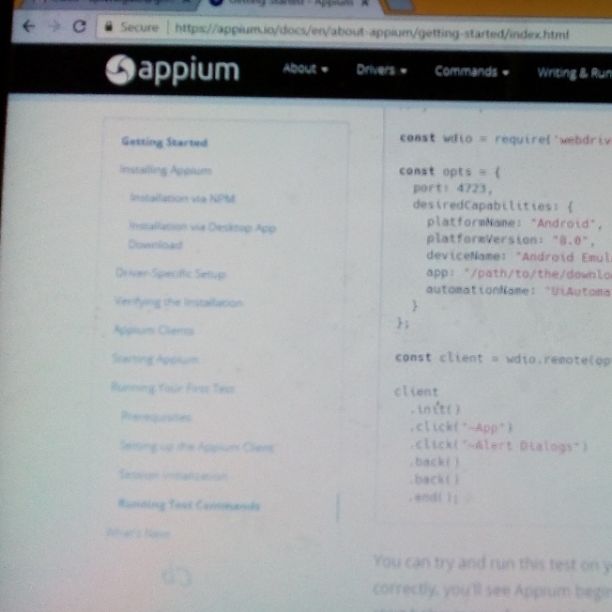 Getting Started - Appium
Secure
https://appium.io/docs/en/about-appium/getting-started/index.html
appium
About
Drivers
Commands
Writing & Run
Getting Started
Installing Appium
Installation via NPM
Installation via Desktop App
Download
Driver-Specific Setup
Verifying the Installation
Appium Clients
Starting Appium
Running Your First Test
Prerequisites
Setting up the Appium Client
Session Initialization
Running Test Commands
What's Next
const wdio = require('webdriv
const opts = {
port: 4723,
desiredCapabilities: {
platformName: "Android",
platformVersion: "8.0",
deviceName: "Android Emul
app: "/path/to/the/downlo
automationName: "UiAutoma
}
};
const client = wdio.remote(op
client
.init()
.click("~App")
.click("~Alert Dialogs")
.back()
.back()
.end();
You can try and run this test on y
correctly, you'll see Appium begin